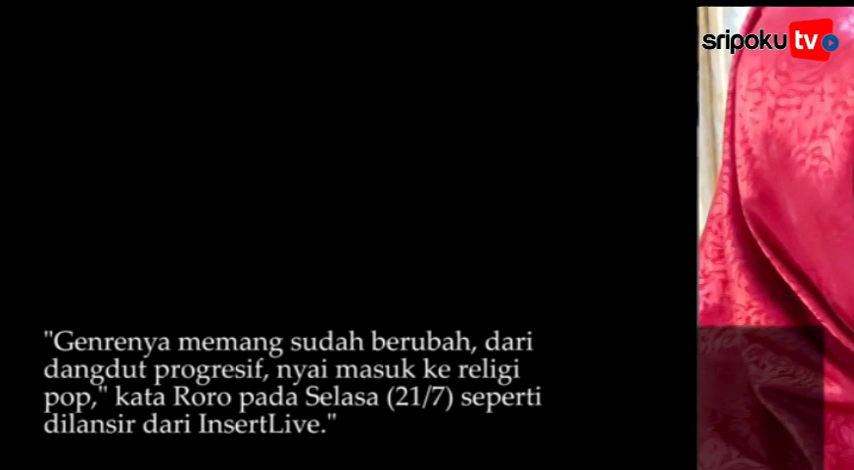 sripoku tv
"Genrenya memang sudah berubah, dari
dangdut progresif, nyai masuk ke religi
pop," kata Roro pada Selasa (21/7) seperti
dilansir dari InsertLive."